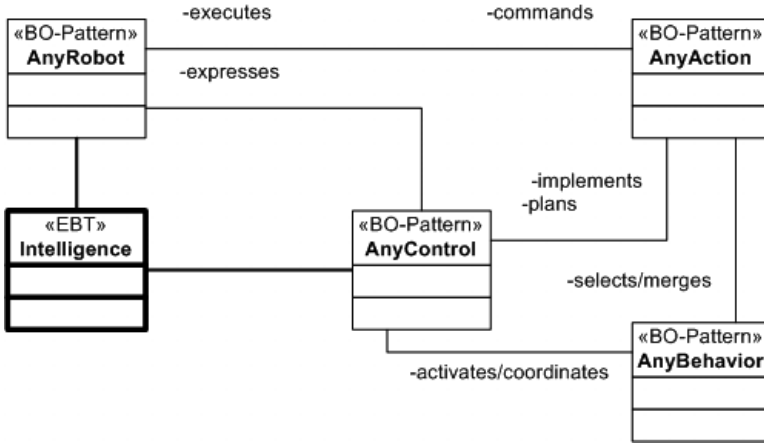 -executes
-commands
«BO-Pattern»
AnyRobot
«BO-Pattern»
AnyAction
-expresses
-implements
-plans
«EBT»
Intelligence
«BO-Pattern»
AnyControl
-selects/merges
«BO-Pattern»
AnyBehavior
-activates/coordinates